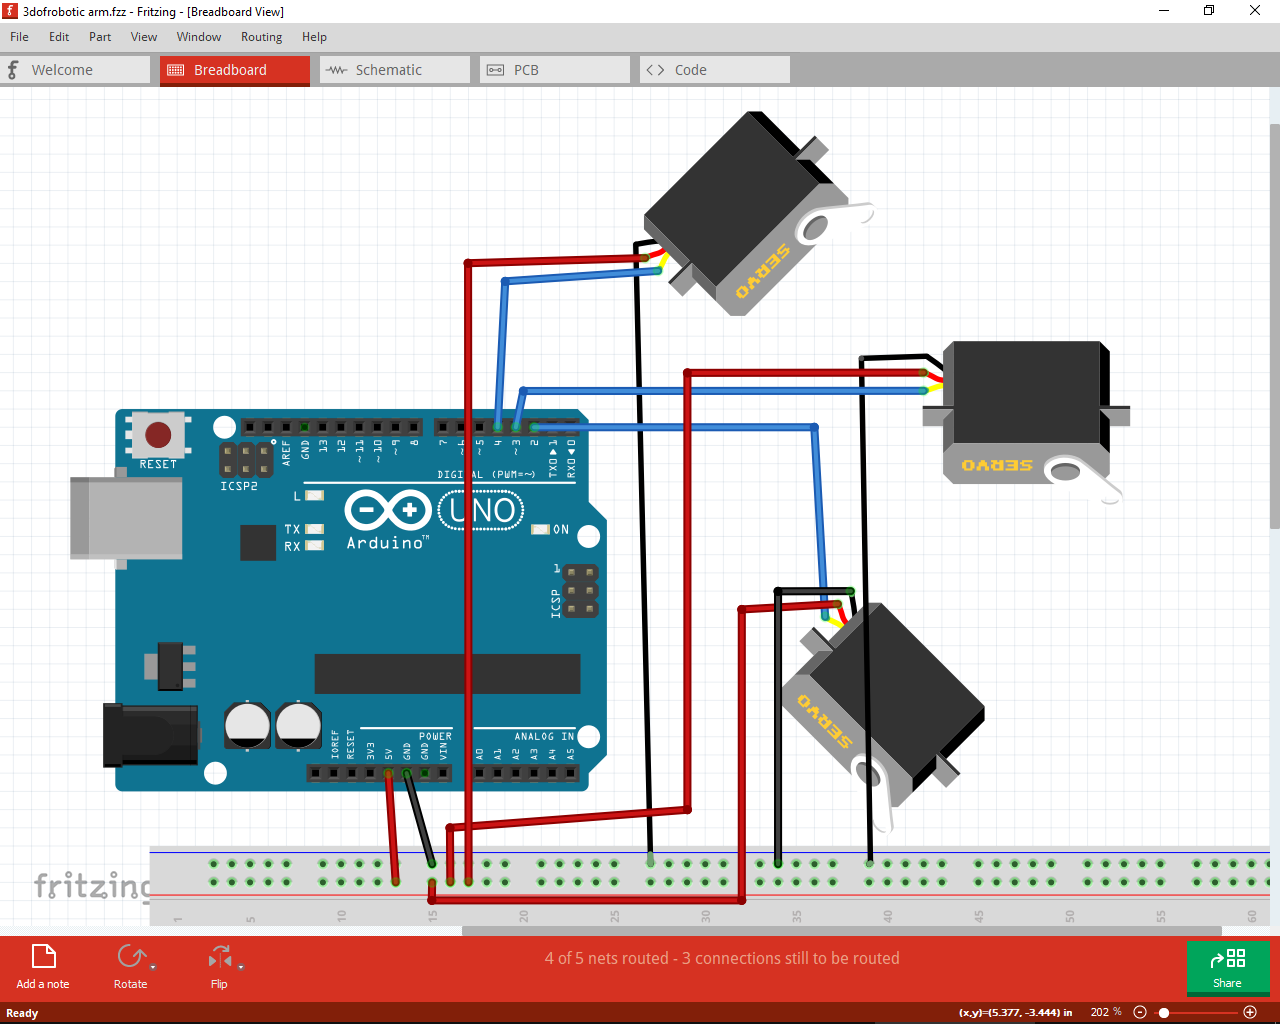 3dofrobotic arm.fzz - Fritzing - [Breadboard View]
File Edit Part View Window Routing Help
Welcome Breadboard Schematic PCB Code
SERVO
SERVO
SERVO
RESET
ICSP2
AREF GND 13 12 ~11 ~10 ~9 8 7 ~6 ~5 4 ~3 2 TX0▶1 RX0◀0
DIGITAL (PWM=~)
L
TX
RX
Arduino™
UNO
ON
1
ICSP
POWER ANALOG IN
IOREF RESET 3V3 5V GND GND VIN A0 A1 A2 A3 A4 A5
fritzing
1 5 10 15 20 25 30 35 40 45 50 55 60
4 of 5 nets routed - 3 connections still to be routed
Add a note Rotate Flip Share
Ready (x,y)=(5.377, -3.444) in 202 %